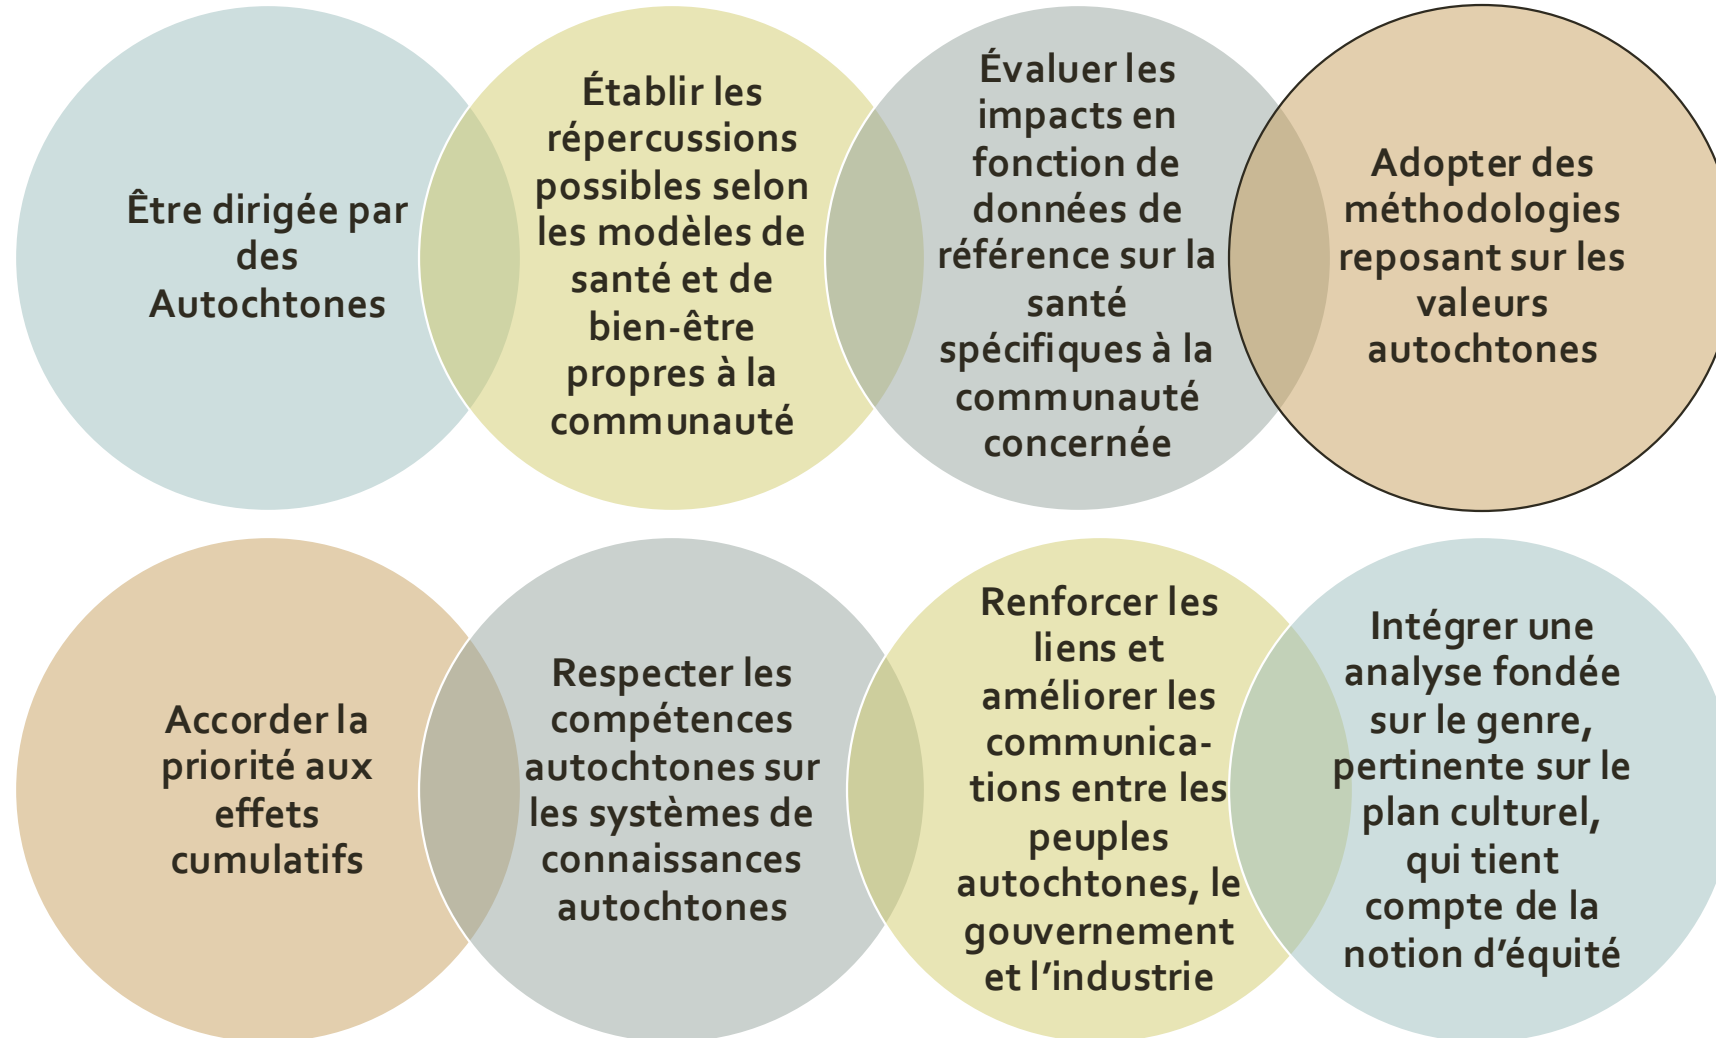 Être dirigée par
des
Autochtones
Établir les
répercussions
possibles selon
les modèles de
santé et de
bien-être
propres à la
communauté
Évaluer les
impacts en
fonction de
données de
référence sur la
santé
spécifiques à la
communauté
concernée
Adopter des
méthodologies
reposant sur les
valeurs
autochtones
Accorder la
priorité aux
effets
cumulatifs
Respecter les
compétences
autochtones sur
les systèmes de
connaissances
autochtones
Renforcer les
liens et
améliorer les
communica-
tions entre les
peuples
autochtones, le
gouvernement
et l’industrie
Intégrer une
analyse fondée
sur le genre,
pertinente sur le
plan culturel,
qui tient
compte de la
notion d’équité